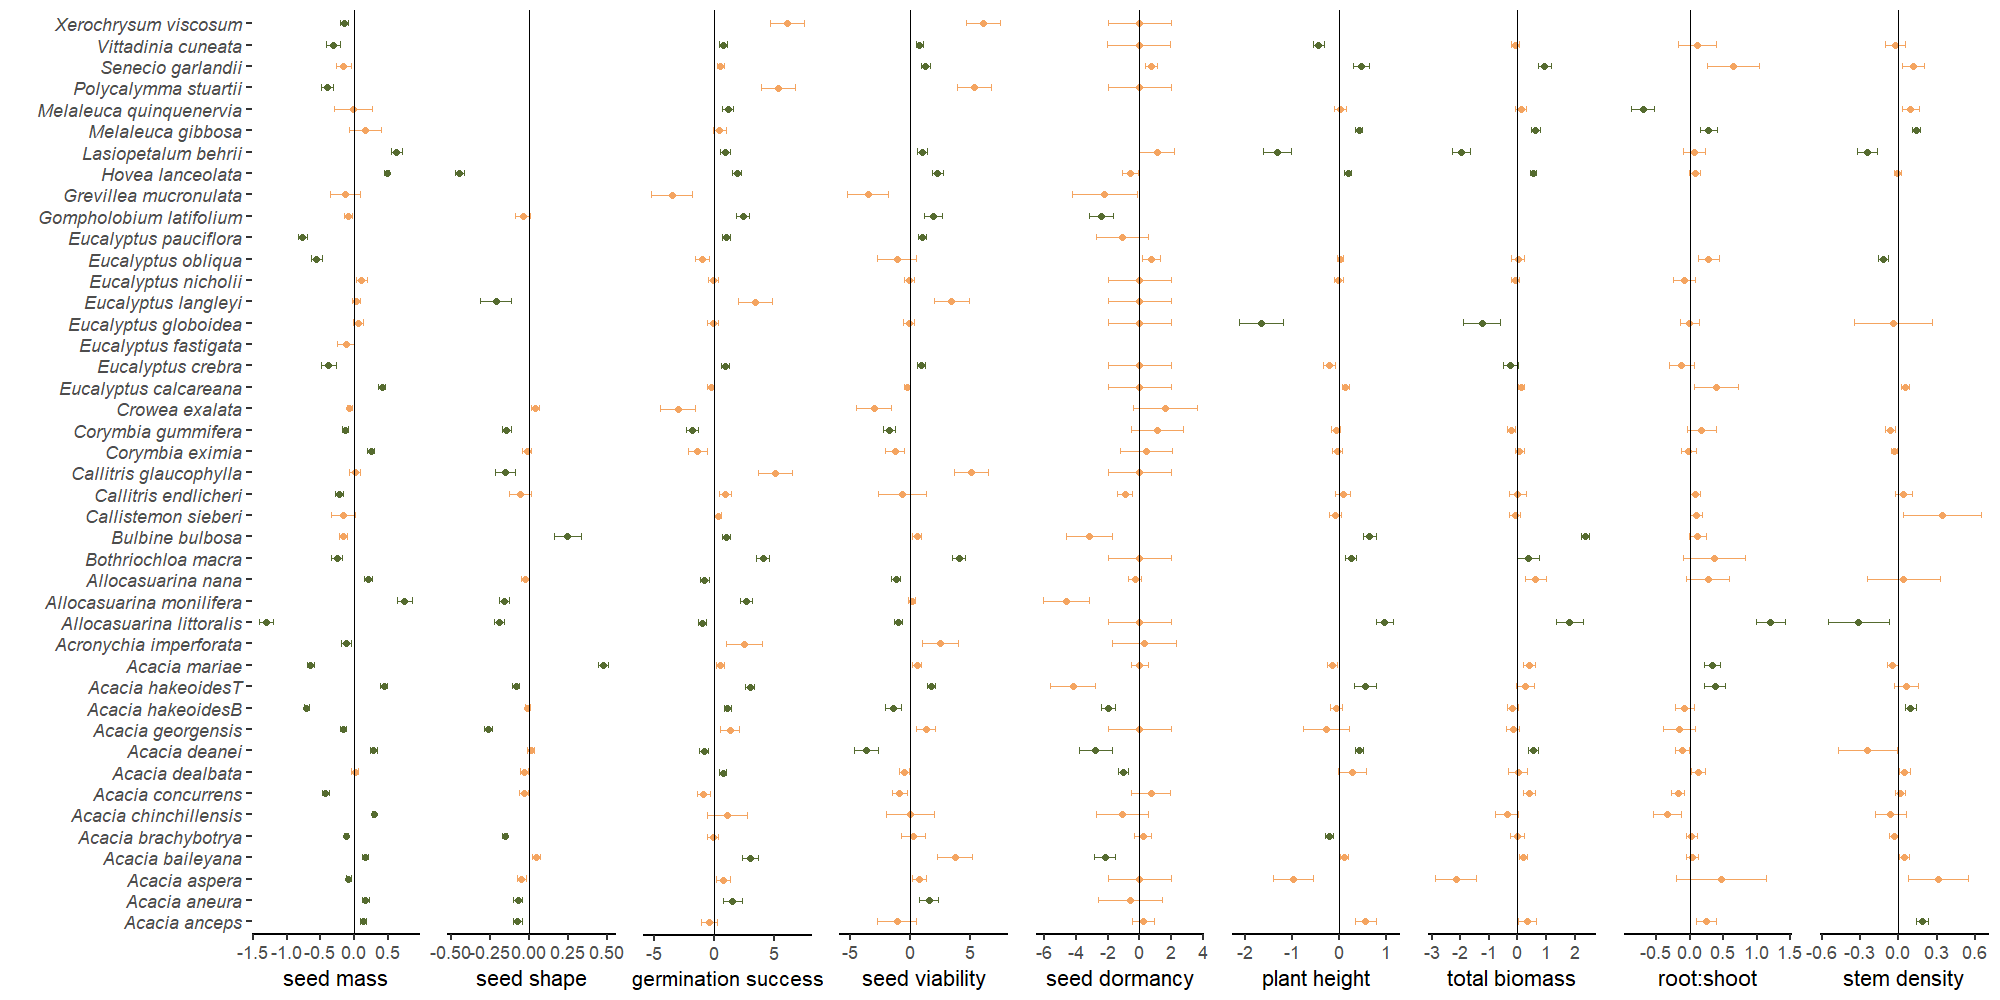 Xerochrysum viscosum
Vittadinia cuneata
Senecio garlandii
Polycalymma stuartii
Melaleuca quinquenervia
Melaleuca gibbosa
Lasiopetalum behrii
Hovea lanceolata
Grevillea mucronulata
Gompholobium latifolium
Eucalyptus pauciflora
Eucalyptus obliqua
Eucalyptus nicholii
Eucalyptus langleyi
Eucalyptus globoidea
Eucalyptus fastigata
Eucalyptus crebra
Eucalyptus calcareana
Crowea exalata
Corymbia gummifera
Corymbia eximia
Callitris glaucophylla
Callitris endlicheri
Callistemon sieberi
Bulbine bulbosa
Bothriochloa macra
Allocasuarina nana
Allocasuarina monilifera
Allocasuarina littoralis
Acronychia imperforata
Acacia mariae
Acacia hakeoidesT
Acacia hakeoidesB
Acacia georgensis
Acacia deanei
Acacia dealbata
Acacia concurrens
Acacia chinchillensis
Acacia brachybotrya
Acacia baileyana
Acacia aspera
Acacia aneura
Acacia anceps
-1.5 -1.0 -0.5 0.0 0.5 -0.50 -0.25 0.00 0.25 0.50 -5 0 5 -5 0 5 -6 -4 -2 0 2 4 -2 -1 0 1 -3 -2 -1 0 1 2 -0.5 0.0 0.5 1.0 1.5 -0.6 -0.3 0.0 0.3 0.6
seed mass seed shape germination success seed viability seed dormancy plant height total biomass root:shoot stem density